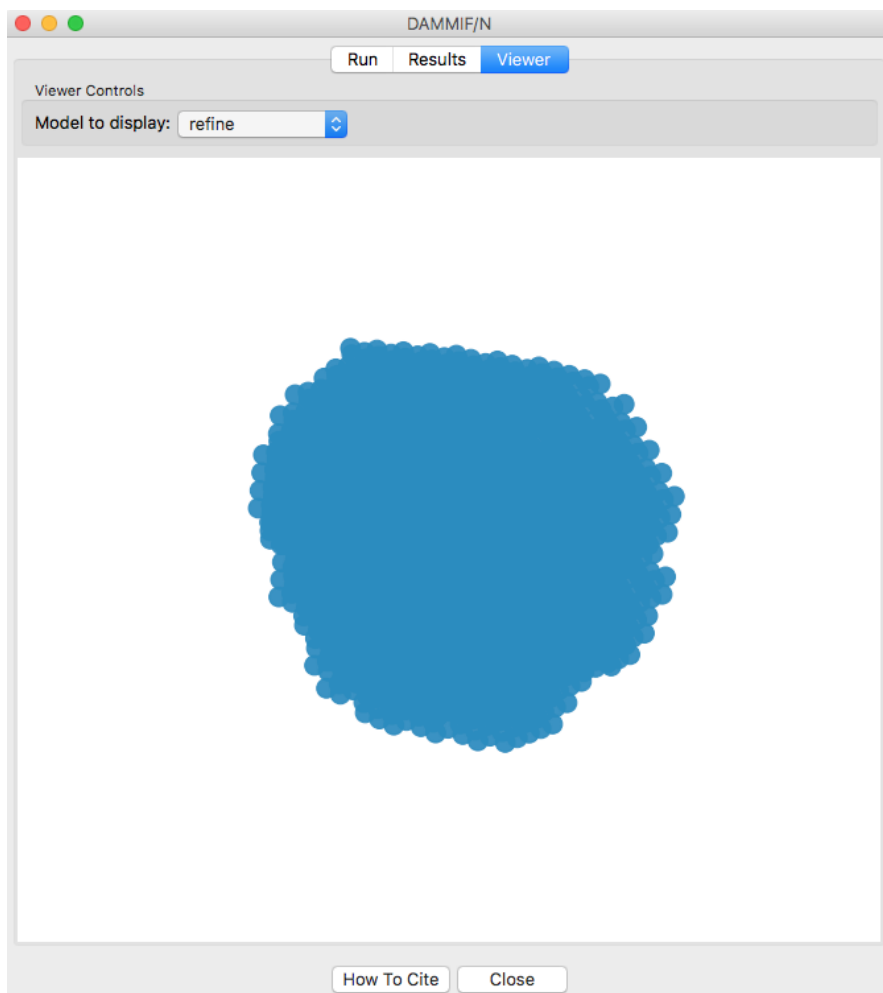 DAMMIF/N
Run Results Viewer
Viewer Controls
Model to display: refine
How To Cite Close